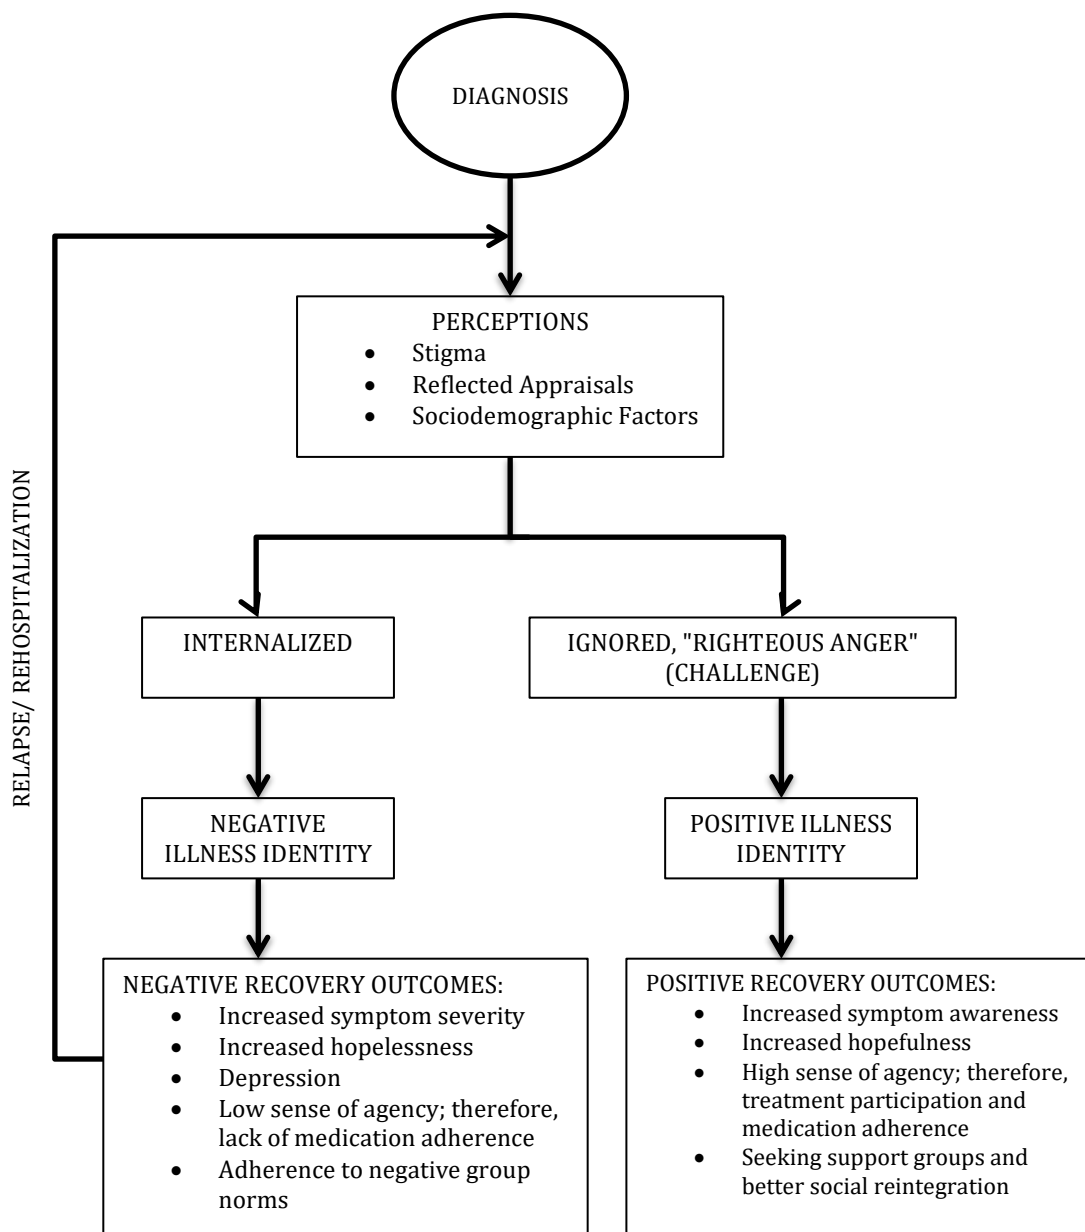 DIAGNOSIS
PERCEPTIONS
• Stigma
• Reflected Appraisals
• Sociodemographic Factors
RELAPSE/ REHOSPITALIZATION
INTERNALIZED
IGNORED, "RIGHTEOUS ANGER"
(CHALLENGE)
NEGATIVE
ILLNESS IDENTITY
POSITIVE ILLNESS
IDENTITY
NEGATIVE RECOVERY OUTCOMES:
• Increased symptom severity
• Increased hopelessness
• Depression
• Low sense of agency; therefore,
lack of medication adherence
• Adherence to negative group
norms
POSITIVE RECOVERY OUTCOMES:
• Increased symptom awareness
• Increased hopefulness
• High sense of agency; therefore,
treatment participation and
medication adherence
• Seeking support groups and
better social reintegration